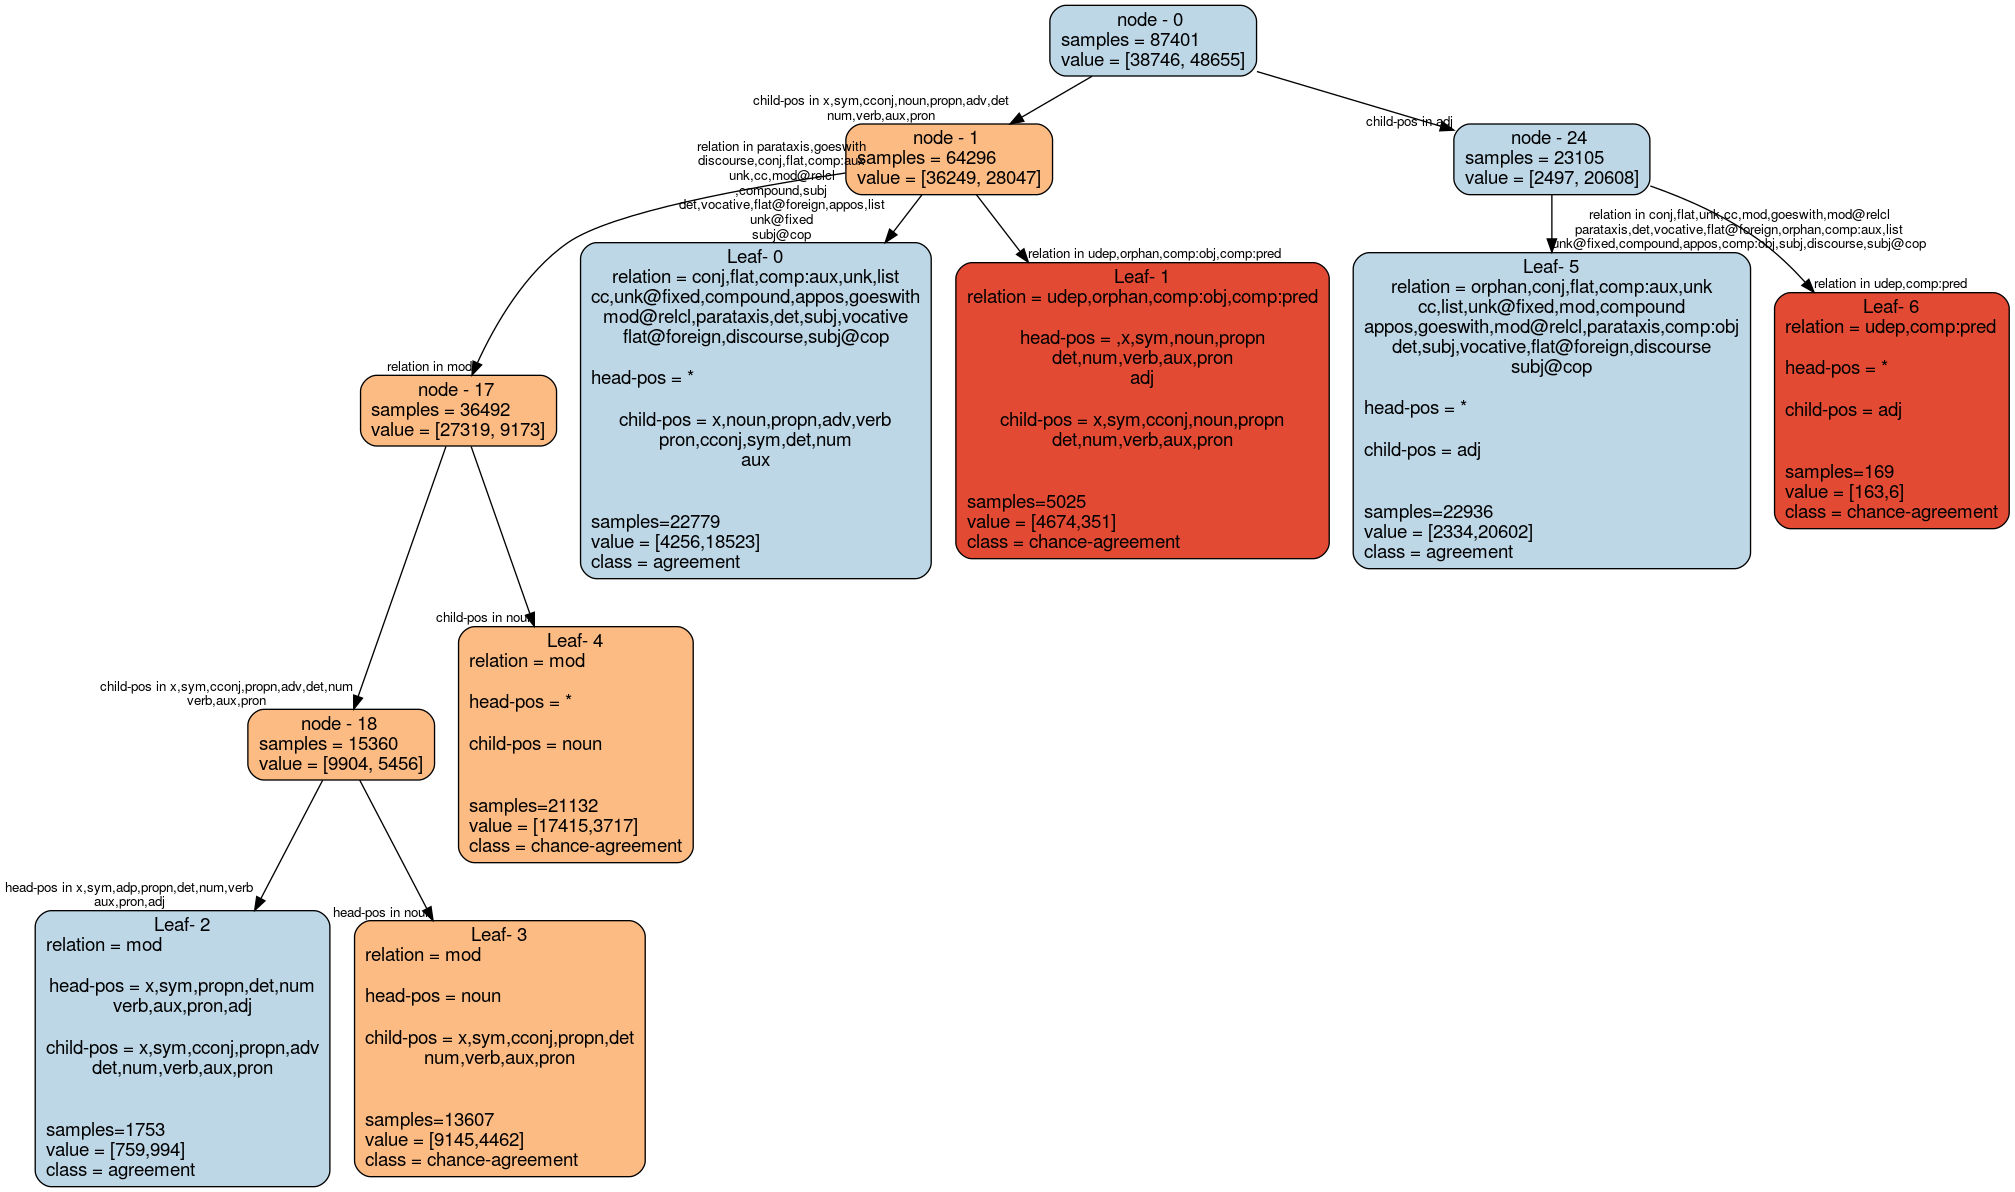 node - 0
samples = 87401
value = [38746, 48655]
child-pos in x,sym,cconj,noun,propn,adv,det
num,verb,aux,pron
child-pos in adj
node - 1
samples = 64296
value = [36249, 28047]
node - 24
samples = 23105
value = [2497, 20608]
relation in parataxis,goeswith
discourse,conj,flat,comp:aux
unk,cc,mod@relcl
,compound,subj
det,vocative,flat@foreign,appos,list
unk@fixed
subj@cop
relation in udep,orphan,comp:obj,comp:pred
relation in conj,flat,unk,cc,mod,goeswith,mod@relcl
parataxis,det,vocative,flat@foreign,orphan,comp:aux,list
unk@fixed,compound,appos,comp:obj,subj,discourse,subj@cop
relation in udep,comp:pred
relation in mod
node - 17
samples = 36492
value = [27319, 9173]
Leaf- 0
relation = conj,flat,comp:aux,unk,list
cc,unk@fixed,compound,appos,goeswith
mod@relcl,parataxis,det,subj,vocative
flat@foreign,discourse,subj@cop
head-pos = *
child-pos = x,noun,propn,adv,verb
pron,cconj,sym,det,num
aux
samples=22779
value = [4256,18523]
class = agreement
Leaf- 1
relation = udep,orphan,comp:obj,comp:pred
head-pos = ,x,sym,noun,propn
det,num,verb,aux,pron
adj
child-pos = x,sym,cconj,noun,propn
det,num,verb,aux,pron
samples=5025
value = [4674,351]
class = chance-agreement
Leaf- 5
relation = orphan,conj,flat,comp:aux,unk
cc,list,unk@fixed,mod,compound
appos,goeswith,mod@relcl,parataxis,comp:obj
det,subj,vocative,flat@foreign,discourse
subj@cop
head-pos = *
child-pos = adj
samples=22936
value = [2334,20602]
class = agreement
Leaf- 6
relation = udep,comp:pred
head-pos = *
child-pos = adj
samples=169
value = [163,6]
class = chance-agreement
child-pos in x,sym,cconj,propn,adv,det,num
verb,aux,pron
child-pos in noun
node - 18
samples = 15360
value = [9904, 5456]
Leaf- 4
relation = mod
head-pos = *
child-pos = noun
samples=21132
value = [17415,3717]
class = chance-agreement
head-pos in x,sym,adp,propn,det,num,verb
aux,pron,adj
head-pos in noun
Leaf- 2
relation = mod
head-pos = x,sym,propn,det,num
verb,aux,pron,adj
child-pos = x,sym,cconj,propn,adv
det,num,verb,aux,pron
samples=1753
value = [759,994]
class = agreement
Leaf- 3
relation = mod
head-pos = noun
child-pos = x,sym,cconj,propn,det
num,verb,aux,pron
samples=13607
value = [9145,4462]
class = chance-agreement